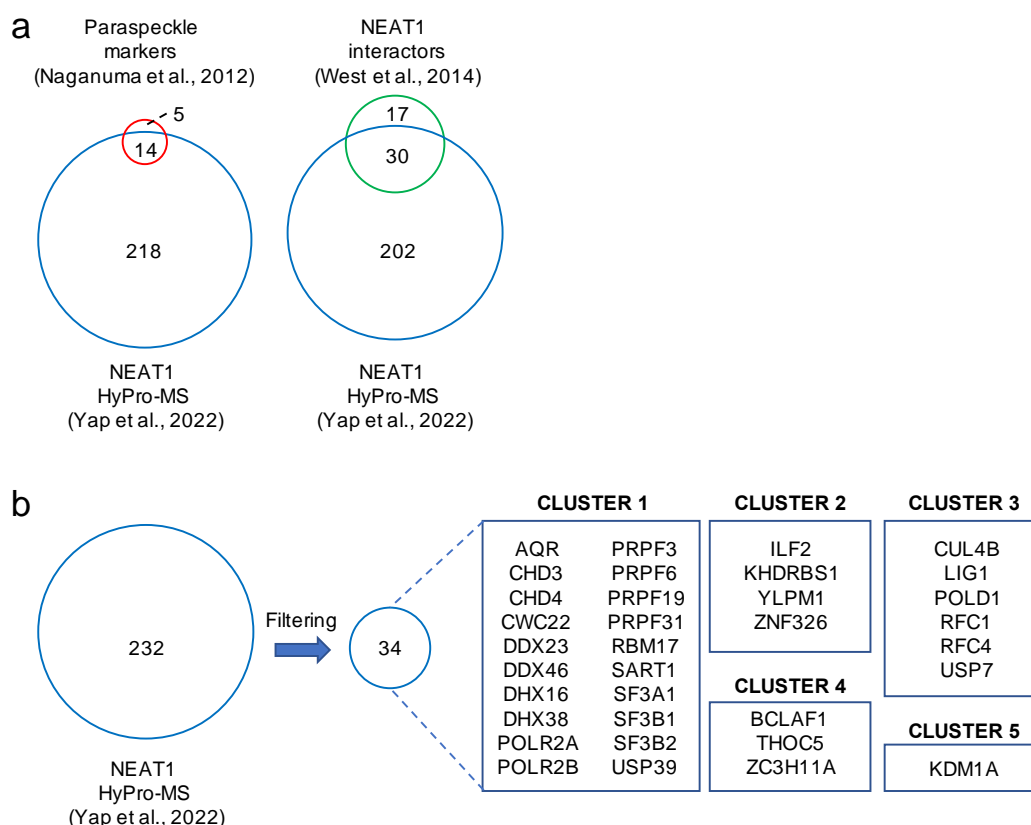 a
Paraspeckle
markers
(Naganuma et al., 2012)
5
14
218
NEAT1
HyPro-MS
(Yap et al., 2022)
NEAT1
interactors
(West et al., 2014)
17
30
202
NEAT1
HyPro-MS
(Yap et al., 2022)
b
232
NEAT1
HyPro-MS
(Yap et al., 2022)
Filtering
34
CLUSTER 1
AQR PRPF3
CHD3 PRPF6
CHD4 PRPF19
CWC22 PRPF31
DDX23 RBM17
DDX46 SART1
DHX16 SF3A1
DHX38 SF3B1
POLR2A SF3B2
POLR2B USP39
CLUSTER 2
ILF2
KHDRBS1
YLPM1
ZNF326
CLUSTER 4
BCLAF1
THOC5
ZC3H11A
CLUSTER 3
CUL4B
LIG1
POLD1
RFC1
RFC4
USP7
CLUSTER 5
KDM1A